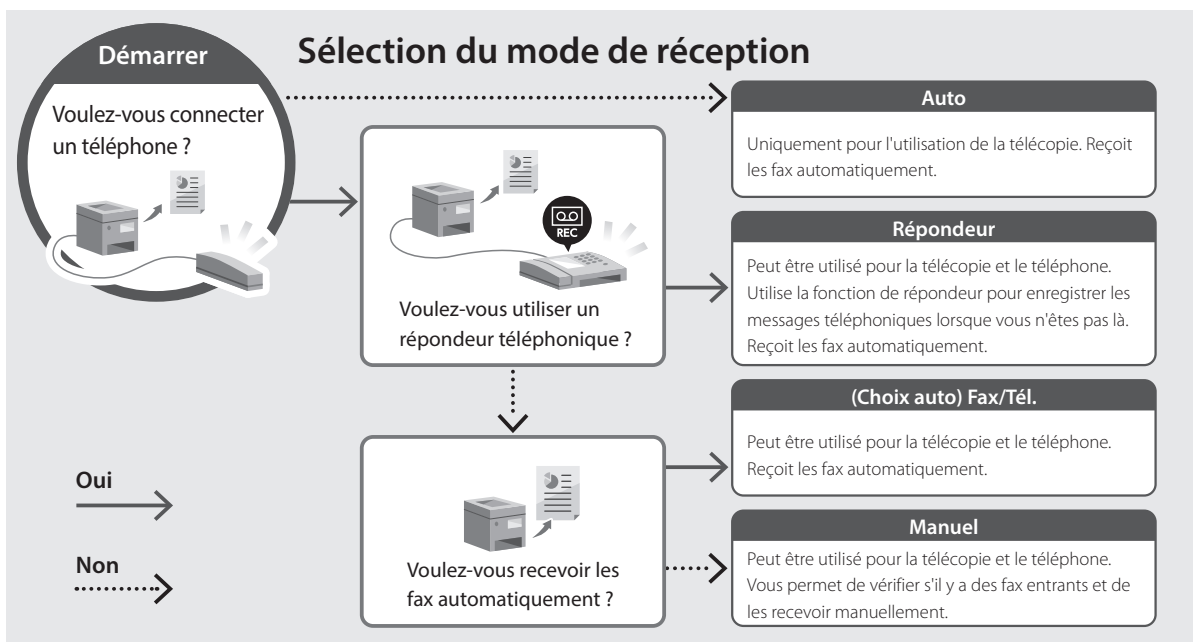 Sélection du mode de réception
Démarrer
Voulez-vous connecter
un téléphone ?
REC
Voulez-vous utiliser un
répondeur téléphonique ?
Voulez-vous recevoir les
fax automatiquement ?
Auto
Uniquement pour l'utilisation de la télécopie. Reçoit
les fax automatiquement.
Répondeur
Peut être utilisé pour la télécopie et le téléphone.
Utilise la fonction de répondeur pour enregistrer les
messages téléphoniques lorsque vous n'êtes pas là.
Reçoit les fax automatiquement.
(Choix auto) Fax/Tél.
Peut être utilisé pour la télécopie et le téléphone.
Reçoit les fax automatiquement.
Manuel
Peut être utilisé pour la télécopie et le téléphone.
Vous permet de vérifier s'il y a des fax entrants et de
les recevoir manuellement.
Oui
Non